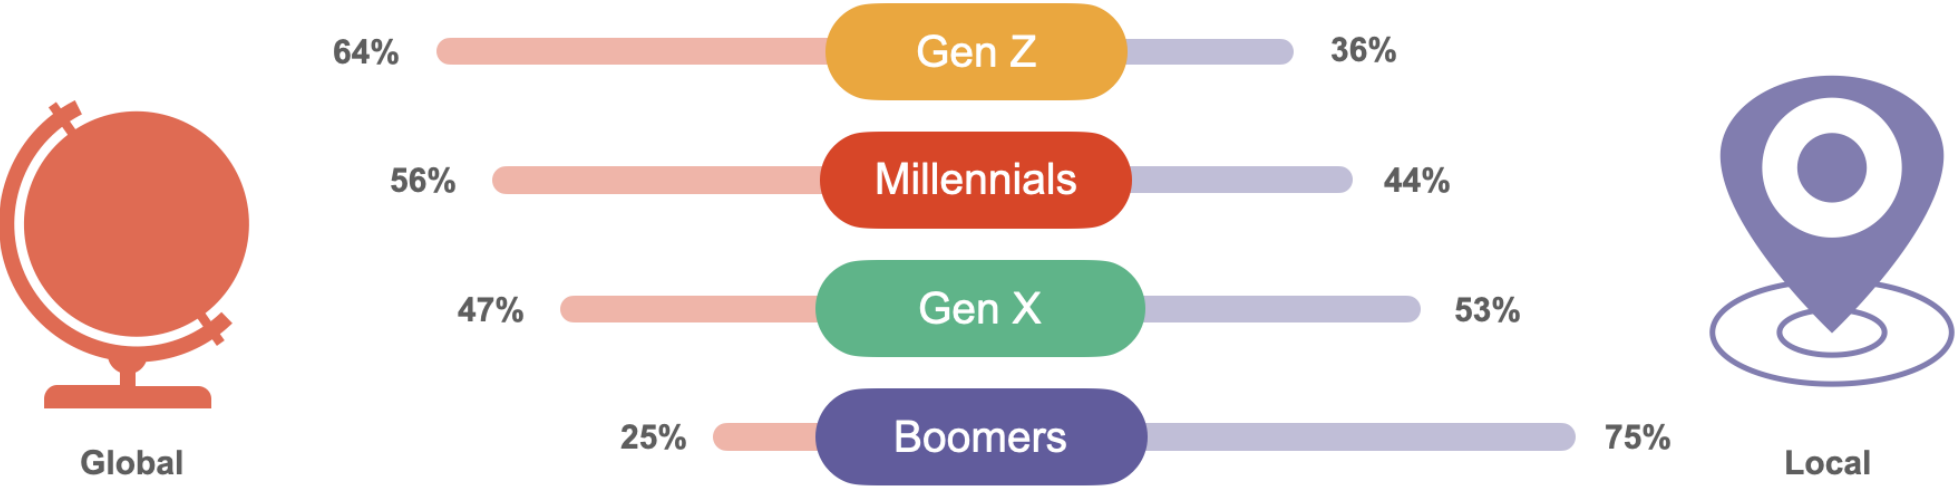 64% Gen Z 36%
56% Millennials 44%
47% Gen X 53%
25% Boomers 75%
Global Local